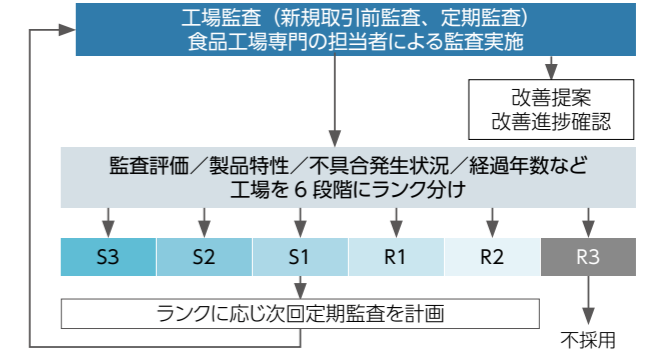 工場監査（新規取引前監査、定期監査）
食品工場専門の担当者による監査実施
改善提案
改善進捗確認
監査評価／製品特性／不具合発生状況／経過年数など
工場を6段階にランク分け
S3 S2 S1 R1 R2 R3
ランクに応じ次回定期監査を計画
不採用